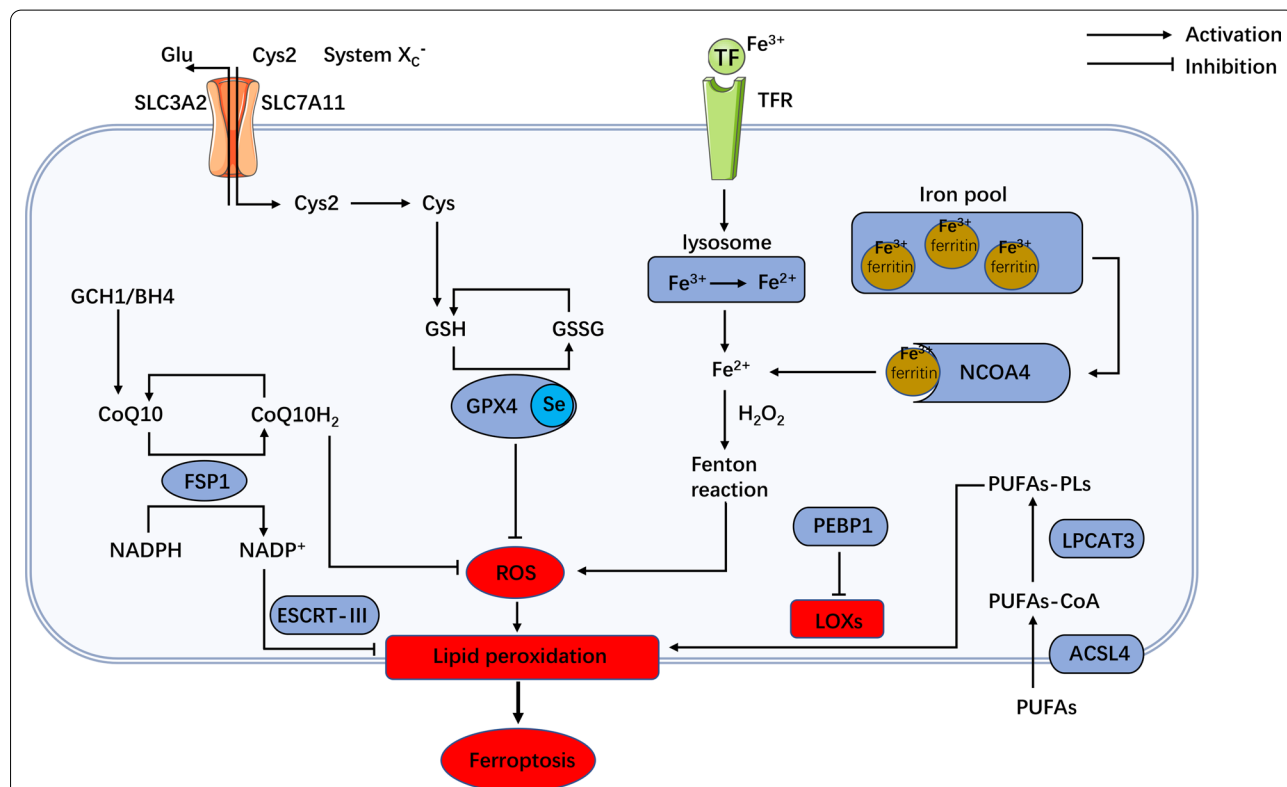 Glu
Cys2
System X_C^-
SLC3A2
SLC7A11
TF
Fe³⁺
TFR
Activation
Inhibition
Cys2
Cys
lysosome
Fe³⁺
Fe²⁺
Iron pool
Fe³⁺
ferritin
Fe³⁺
ferritin
Fe³⁺
ferritin
GCH1/BH4
GSH
GSSG
Fe²⁺
Fe³⁺
ferritin
NCOA4
CoQ10
CoQ10H₂
GPX4
Se
H₂O₂
FSP1
Fenton
reaction
NADPH
NADP⁺
PEBP1
PUFAs-PLs
LPCAT3
ROS
LOXs
PUFAs-CoA
ESCRT-III
Lipid peroxidation
ACSL4
PUFAs
Ferroptosis